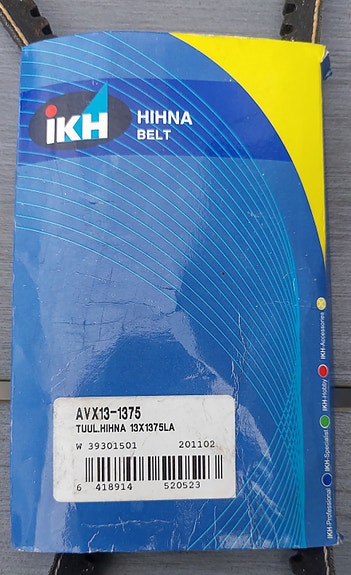 iKH
HIHNA
BELT
AVX13-1375
TUUL.HIHNA 13X1375LA
W 39301501 201102
6 418914 520523
IKH-Professional IKH-Specialist IKH-Hobby IKH-Accessories